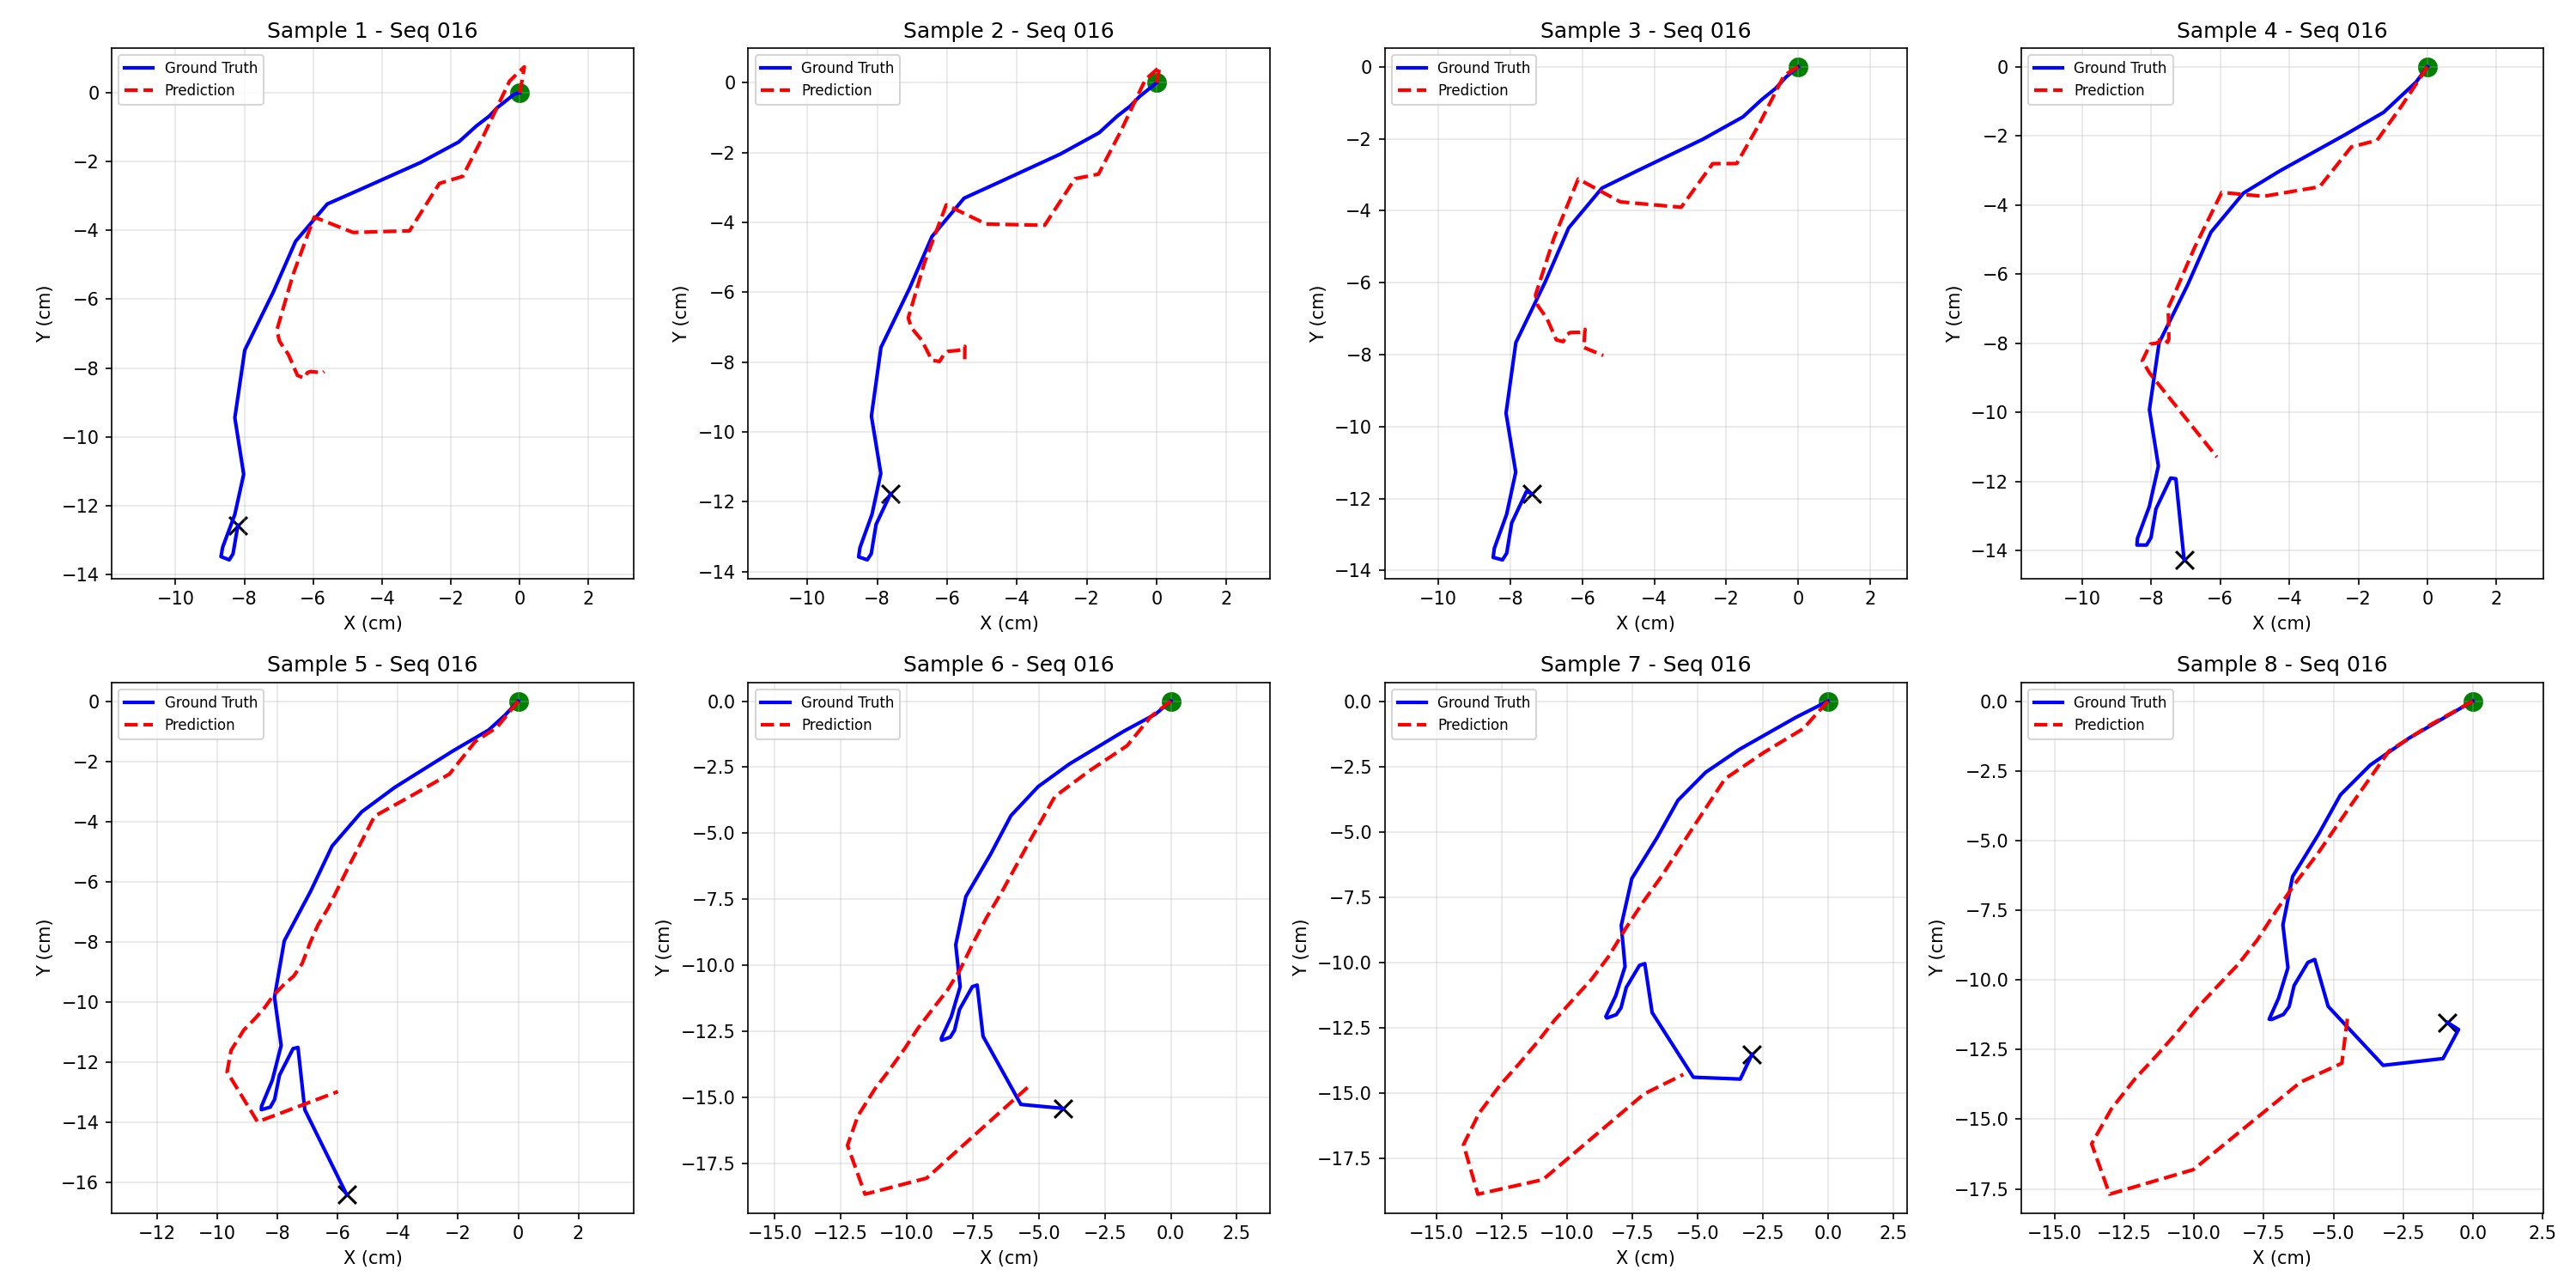 Sample 1 - Seq 016
Ground Truth
Prediction
0
−2
−4
−6
−8
−10
−12
−14
Y (cm)
−10 −8 −6 −4 −2 0 2
X (cm)
Sample 2 - Seq 016
Ground Truth
Prediction
0
−2
−4
−6
−8
−10
−12
−14
Y (cm)
−10 −8 −6 −4 −2 0 2
X (cm)
Sample 3 - Seq 016
Ground Truth
Prediction
0
−2
−4
−6
−8
−10
−12
−14
Y (cm)
−10 −8 −6 −4 −2 0 2
X (cm)
Sample 4 - Seq 016
Ground Truth
Prediction
0
−2
−4
−6
−8
−10
−12
−14
Y (cm)
−10 −8 −6 −4 −2 0 2
X (cm)
Sample 5 - Seq 016
Ground Truth
Prediction
0
−2
−4
−6
−8
−10
−12
−14
−16
Y (cm)
−12 −10 −8 −6 −4 −2 0 2
X (cm)
Sample 6 - Seq 016
Ground Truth
Prediction
0.0
−2.5
−5.0
−7.5
−10.0
−12.5
−15.0
−17.5
Y (cm)
−15.0 −12.5 −10.0 −7.5 −5.0 −2.5 0.0 2.5
X (cm)
Sample 7 - Seq 016
Ground Truth
Prediction
0.0
−2.5
−5.0
−7.5
−10.0
−12.5
−15.0
−17.5
Y (cm)
−15.0 −12.5 −10.0 −7.5 −5.0 −2.5 0.0 2.5
X (cm)
Sample 8 - Seq 016
Ground Truth
Prediction
0.0
−2.5
−5.0
−7.5
−10.0
−12.5
−15.0
−17.5
Y (cm)
−15.0 −12.5 −10.0 −7.5 −5.0 −2.5 0.0 2.5
X (cm)